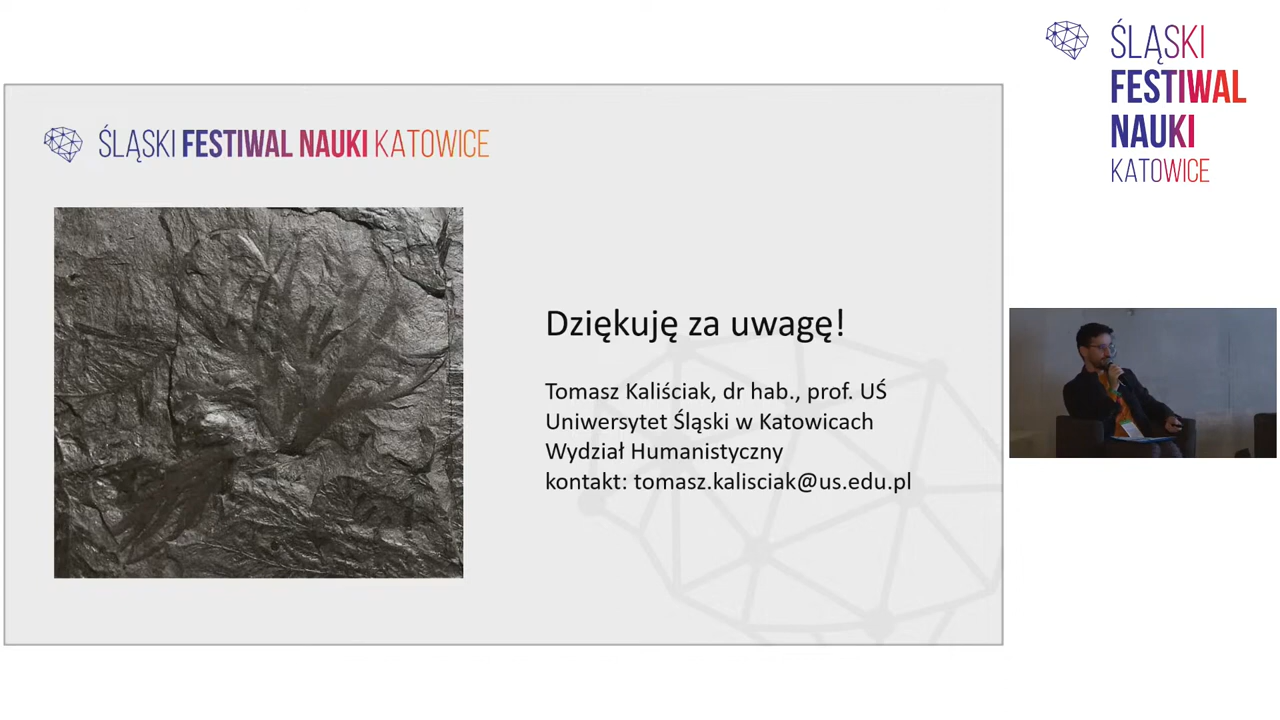 ŚLĄSKI FESTIWAL NAUKI KATOWICE
Dziękuję za uwagę!
Tomasz Kaliściak, dr hab., prof. UŚ
Uniwersytet Śląski w Katowicach
Wydział Humanistyczny
kontakt: tomasz.kalisciak@us.edu.pl
ŚLĄSKI
FESTIWAL
NAUKI
KATOWICE